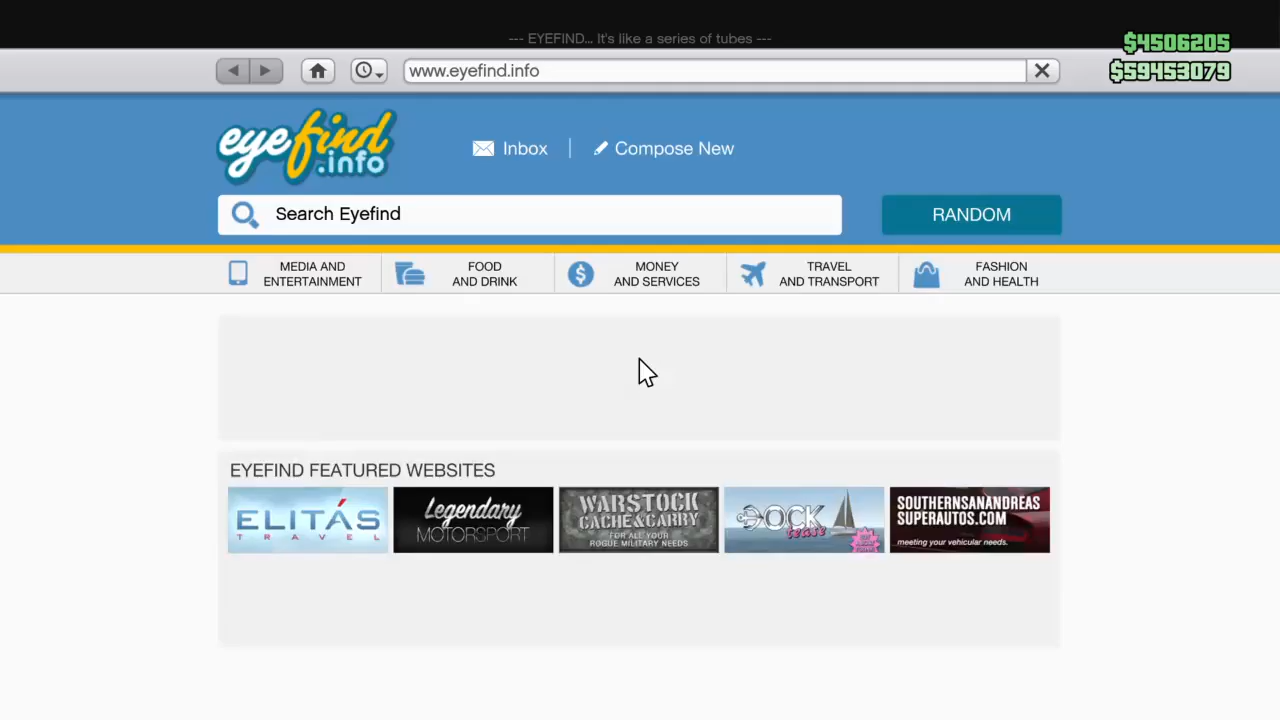 --- EYEFIND... It's like a series of tubes ---
$4506205
$59453079
www.eyefind.info
eyefind
.info
Inbox
Compose New
Search Eyefind
RANDOM
MEDIA AND
ENTERTAINMENT
FOOD
AND DRINK
MONEY
AND SERVICES
TRAVEL
AND TRANSPORT
FASHION
AND HEALTH
EYEFIND FEATURED WEBSITES
ELITÁS
TRAVEL
Legendary
MOTORSPORT
WARSTOCK
CACHE&CARRY
FOR ALL YOUR
ROGUE MILITARY NEEDS
DOCK
tease
SOUTHERNSANANDREAS
SUPERAUTOS.COM
meeting your vehicular needs.